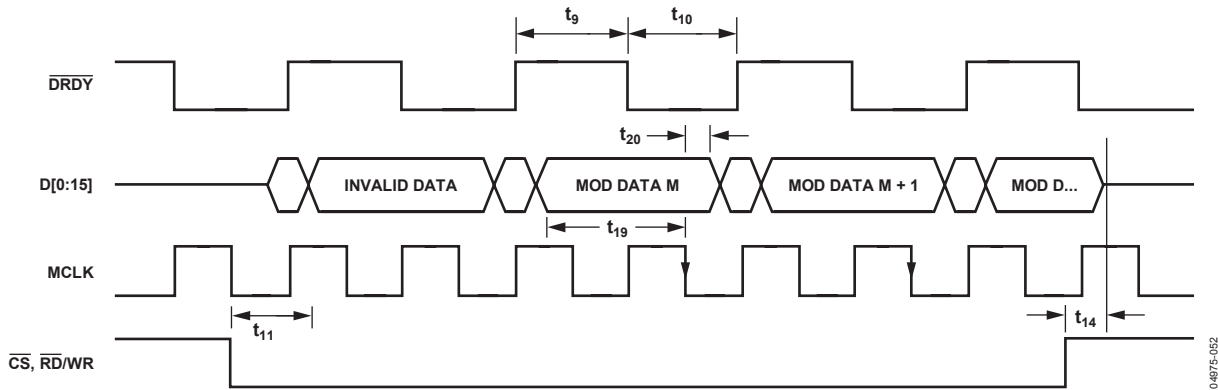 t9
t10
DRDY
t20
D[0:15]
INVALID DATA
MOD DATA M
MOD DATA M + 1
MOD D...
t19
MCLK
t11
t14
CS, RD/WR
04975-052